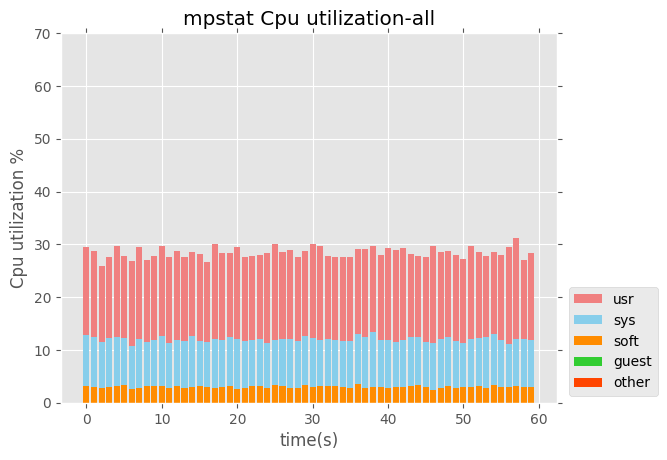 mpstat Cpu utilization-all
Cpu utilization %
70
60
50
40
30
20
10
0
0 10 20 30 40 50 60
time(s)
usr
sys
soft
guest
other